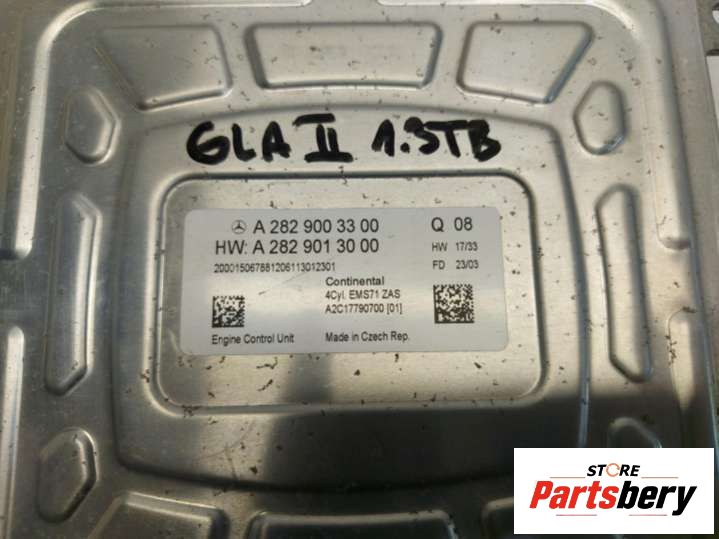 GLA II 1.3TB
A 282 900 33 00 Q 08
HW: A 282 901 30 00 HW 17/33
200015067881206113012301 FD 23/03
Continental
4Cyl. EMS71 ZAS
A2C17790700 [01]
Engine Control Unit Made in Czech Rep.
STORE
Partsbery